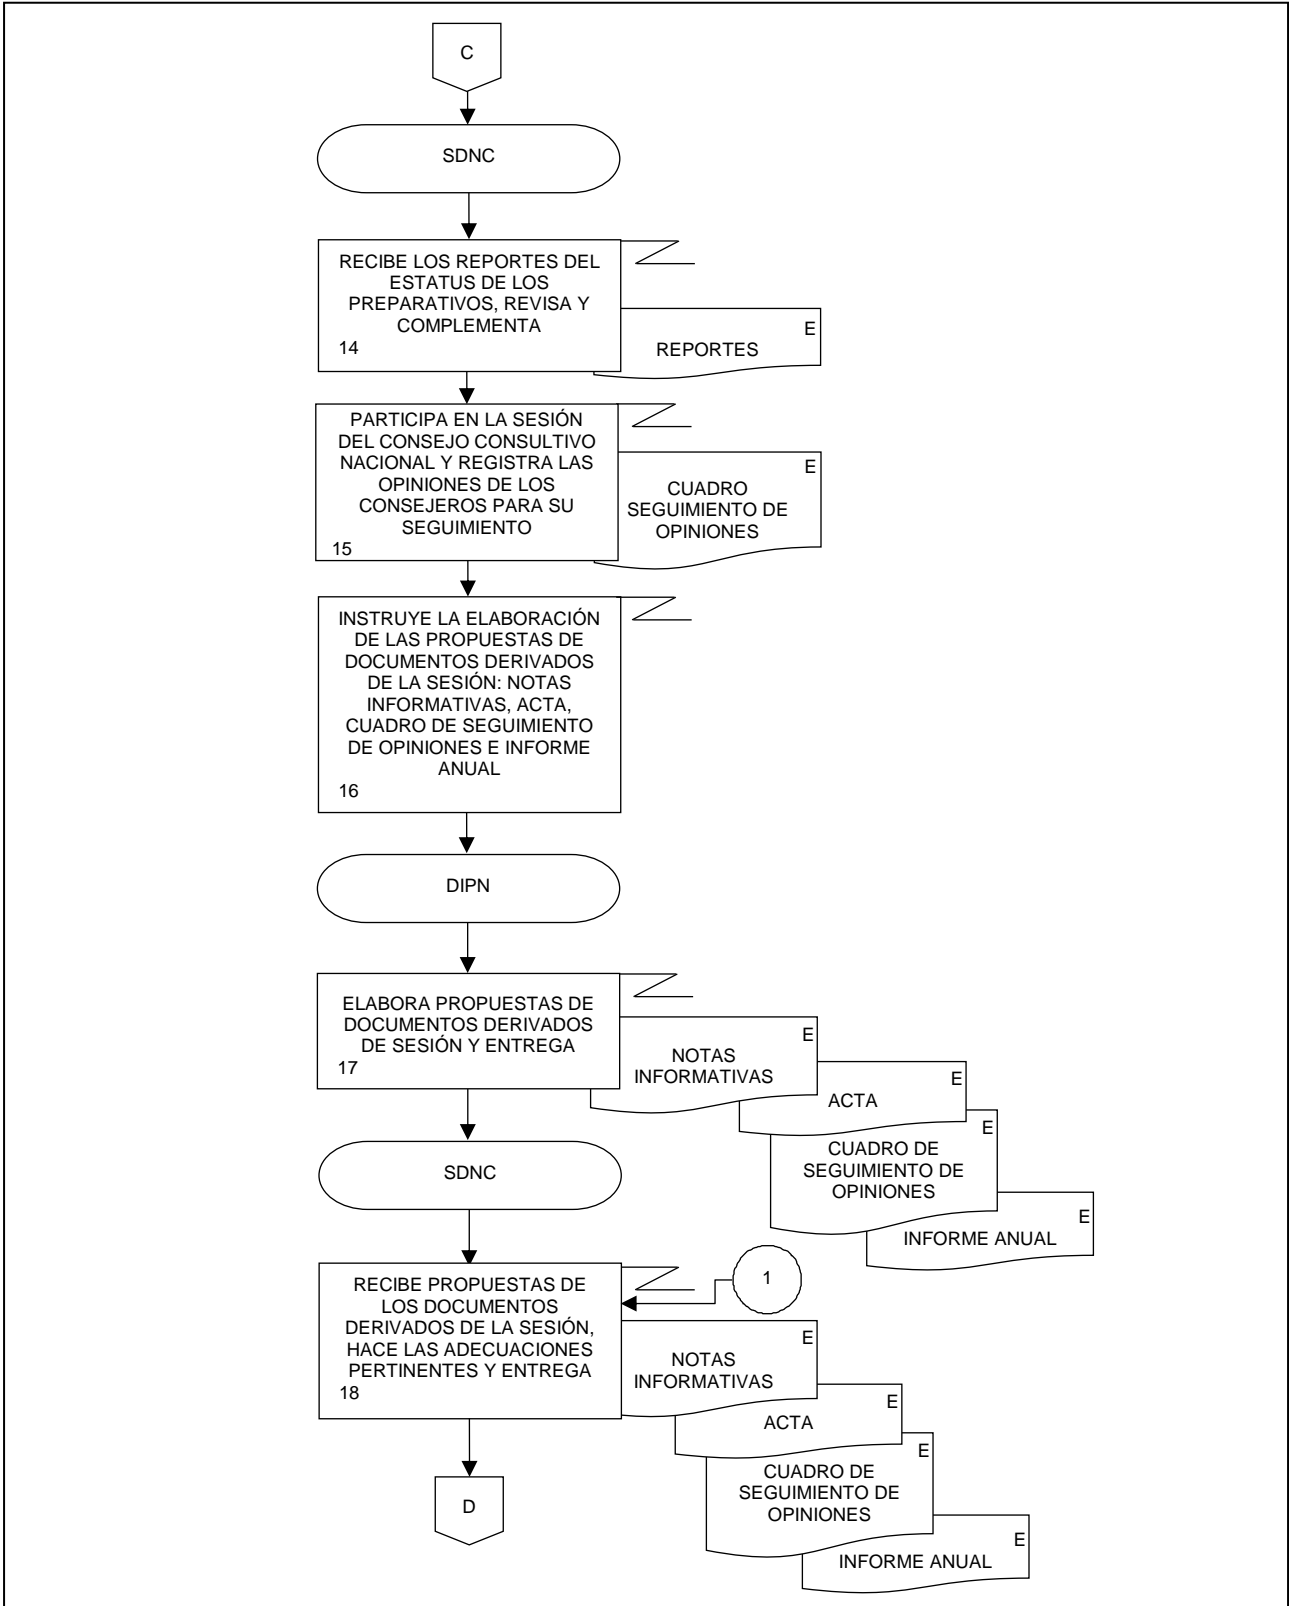 C
SDNC
RECIBE LOS REPORTES DEL
ESTATUS DE LOS
PREPARATIVOS, REVISA Y
COMPLEMENTA
14
E
REPORTES
PARTICIPA EN LA SESIÓN
DEL CONSEJO CONSULTIVO
NACIONAL Y REGISTRA LAS
OPINIONES DE LOS
CONSEJEROS PARA SU
SEGUIMIENTO
15
E
CUADRO
SEGUIMIENTO DE
OPINIONES
INSTRUYE LA ELABORACIÓN
DE LAS PROPUESTAS DE
DOCUMENTOS DERIVADOS
DE LA SESIÓN: NOTAS
INFORMATIVAS, ACTA,
CUADRO DE SEGUIMIENTO
DE OPINIONES E INFORME
ANUAL
16
DIPN
ELABORA PROPUESTAS DE
DOCUMENTOS DERIVADOS
DE SESIÓN Y ENTREGA
17
E
NOTAS
INFORMATIVAS
E
ACTA
E
CUADRO DE
SEGUIMIENTO DE
OPINIONES
E
INFORME ANUAL
SDNC
RECIBE PROPUESTAS DE
LOS DOCUMENTOS
DERIVADOS DE LA SESIÓN,
HACE LAS ADECUACIONES
PERTINENTES Y ENTREGA
18
1
E
NOTAS
INFORMATIVAS
E
ACTA
E
CUADRO DE
SEGUIMIENTO DE
OPINIONES
E
INFORME ANUAL
D